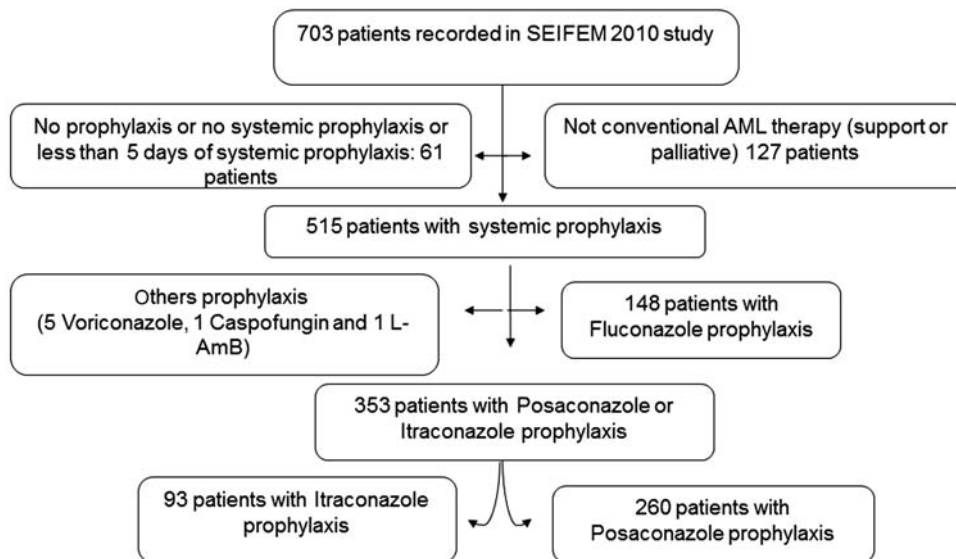 703 patients recorded in SEIFEM 2010 study
No prophylaxis or no systemic prophylaxis or
less than 5 days of systemic prophylaxis: 61
patients
Not conventional AML therapy (support or
palliative) 127 patients
515 patients with systemic prophylaxis
Others prophylaxis
(5 Voriconazole, 1 Caspofungin and 1 L-
AmB)
148 patients with
Fluconazole prophylaxis
353 patients with Posaconazole or
Itraconazole prophylaxis
93 patients with Itraconazole
prophylaxis
260 patients with
Posaconazole prophylaxis